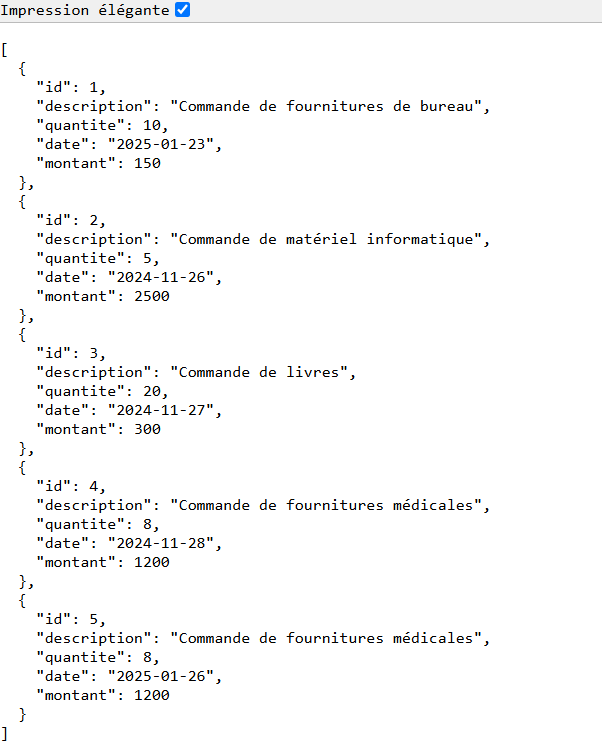 Impression élégante
[
  {
    "id": 1,
    "description": "Commande de fournitures de bureau",
    "quantite": 10,
    "date": "2025-01-23",
    "montant": 150
  },
  {
    "id": 2,
    "description": "Commande de matériel informatique",
    "quantite": 5,
    "date": "2024-11-26",
    "montant": 2500
  },
  {
    "id": 3,
    "description": "Commande de livres",
    "quantite": 20,
    "date": "2024-11-27",
    "montant": 300
  },
  {
    "id": 4,
    "description": "Commande de fournitures médicales",
    "quantite": 8,
    "date": "2024-11-28",
    "montant": 1200
  },
  {
    "id": 5,
    "description": "Commande de fournitures médicales",
    "quantite": 8,
    "date": "2025-01-26",
    "montant": 1200
  }
]